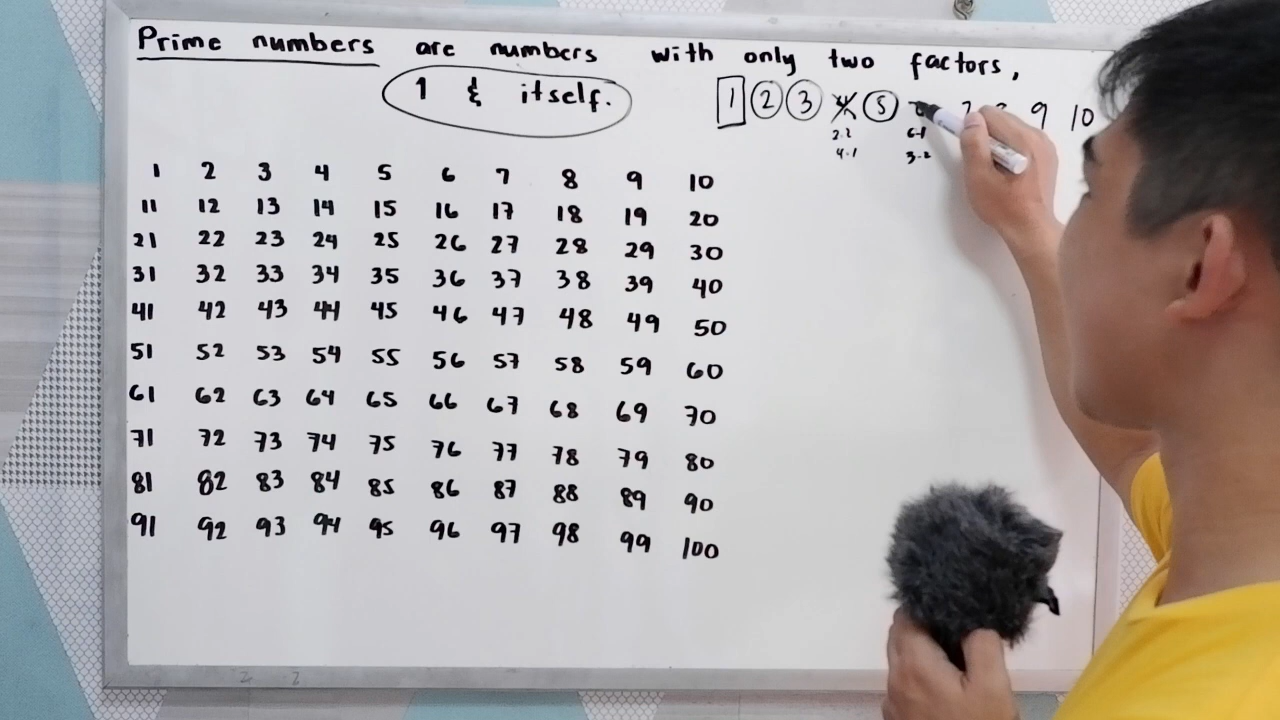 Prime numbers are numbers with only two factors,
1 & itself.
1 2 3 4 5 9 10
2·2 6·1
4·1 3·2
1 2 3 4 5 6 7 8 9 10
11 12 13 14 15 16 17 18 19 20
21 22 23 24 25 26 27 28 29 30
31 32 33 34 35 36 37 38 39 40
41 42 43 44 45 46 47 48 49 50
51 52 53 54 55 56 57 58 59 60
61 62 63 64 65 66 67 68 69 70
71 72 73 74 75 76 77 78 79 80
81 82 83 84 85 86 87 88 89 90
91 92 93 94 95 96 97 98 99 100